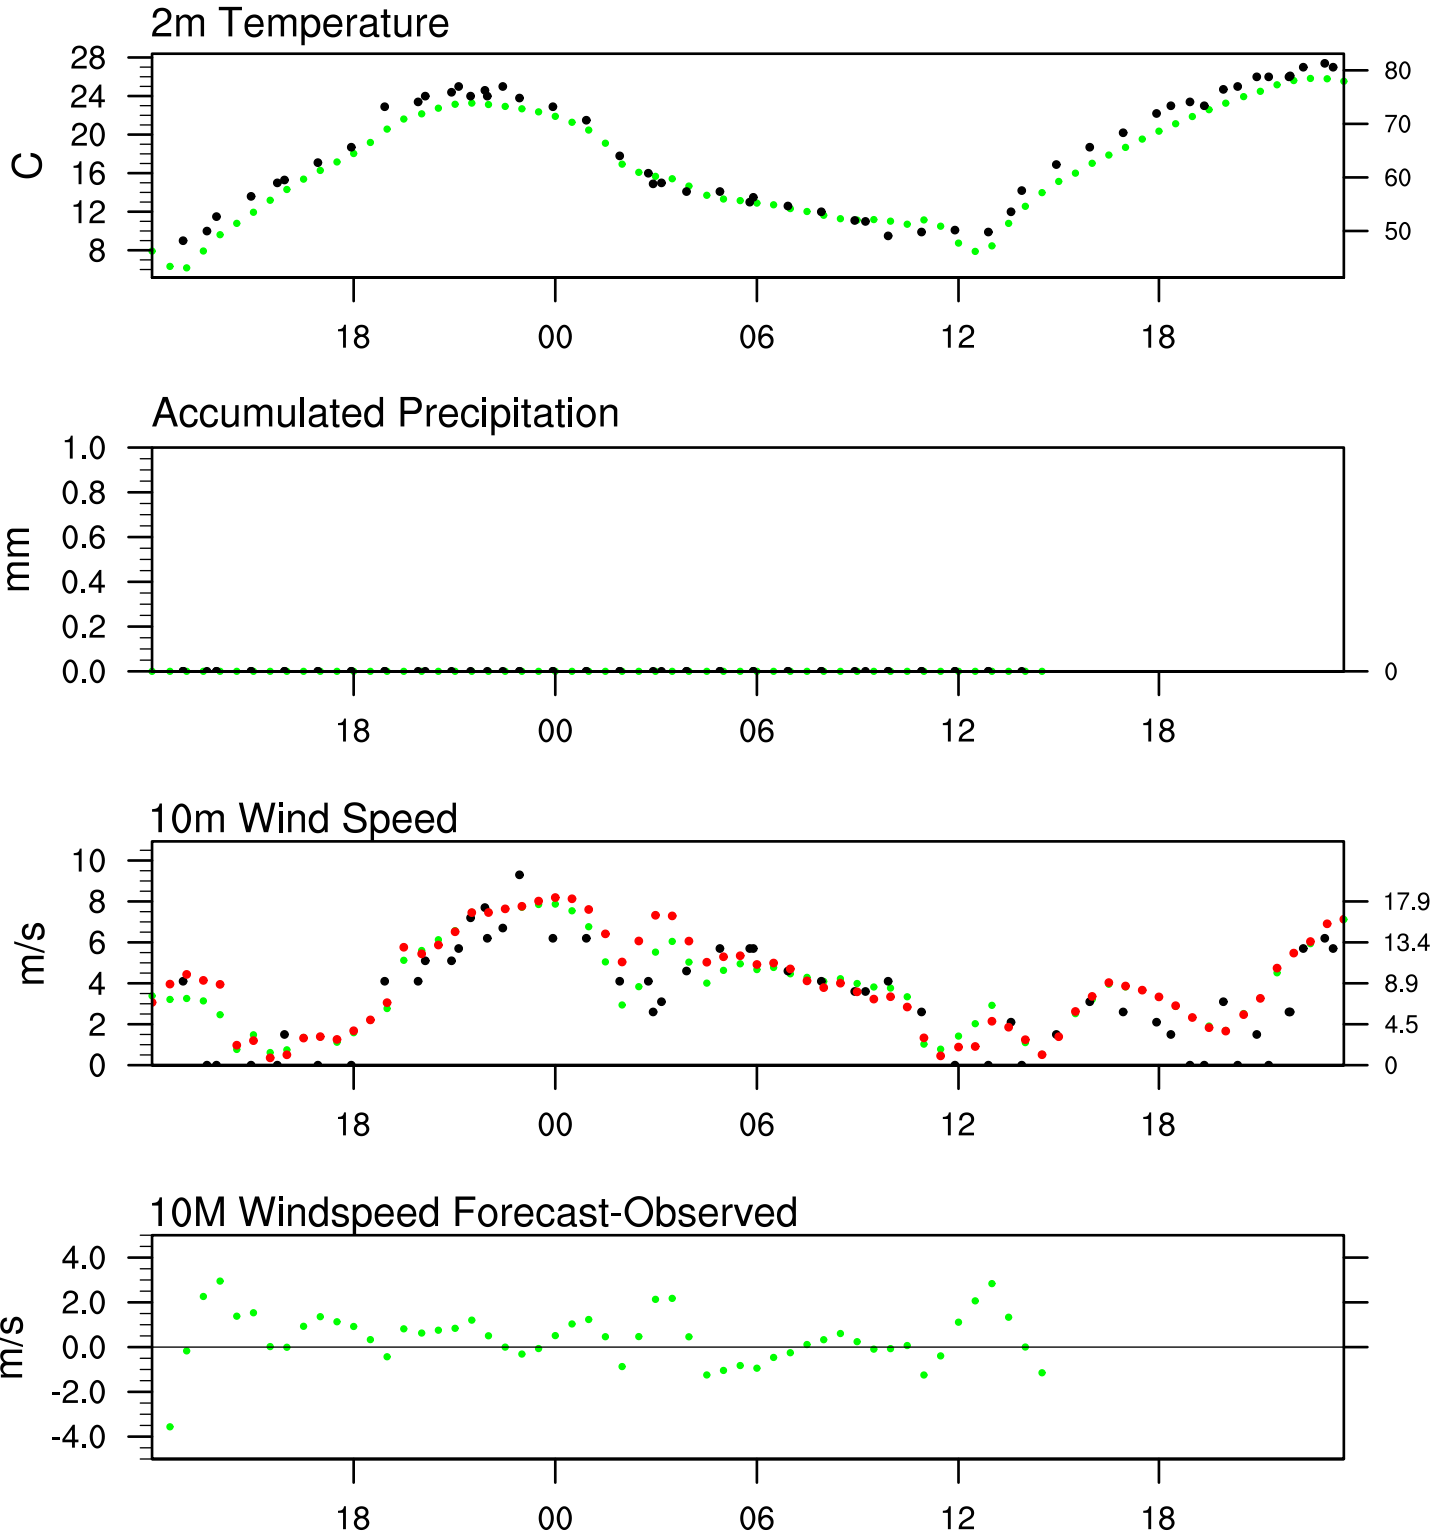 2m Temperature
28
24
20
16
12
8
C
80
70
60
50
18 00 06 12 18
Accumulated Precipitation
1.0
0.8
0.6
0.4
0.2
0.0
mm
0
18 00 06 12 18
10m Wind Speed
10
8
6
4
2
0
m/s
17.9
13.4
8.9
4.5
0
18 00 06 12 18
10M Windspeed Forecast-Observed
4.0
2.0
0.0
-2.0
-4.0
m/s
18 00 06 12 18